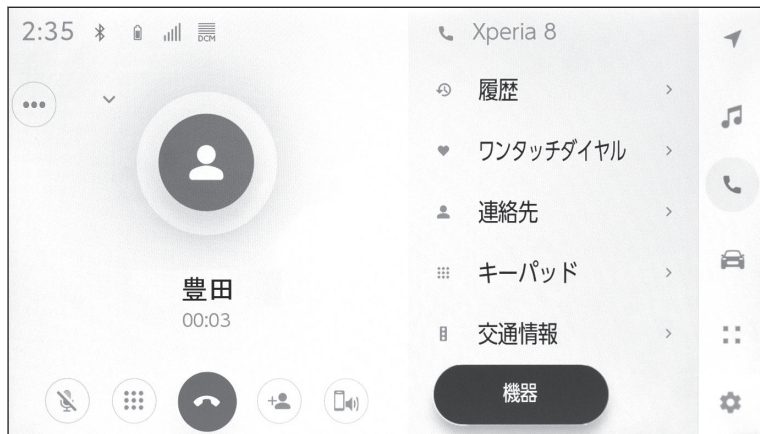 2:35
DCM
豊田
00:03
Xperia 8
履歴
ワンタッチダイヤル
連絡先
キーパッド
交通情報
機器